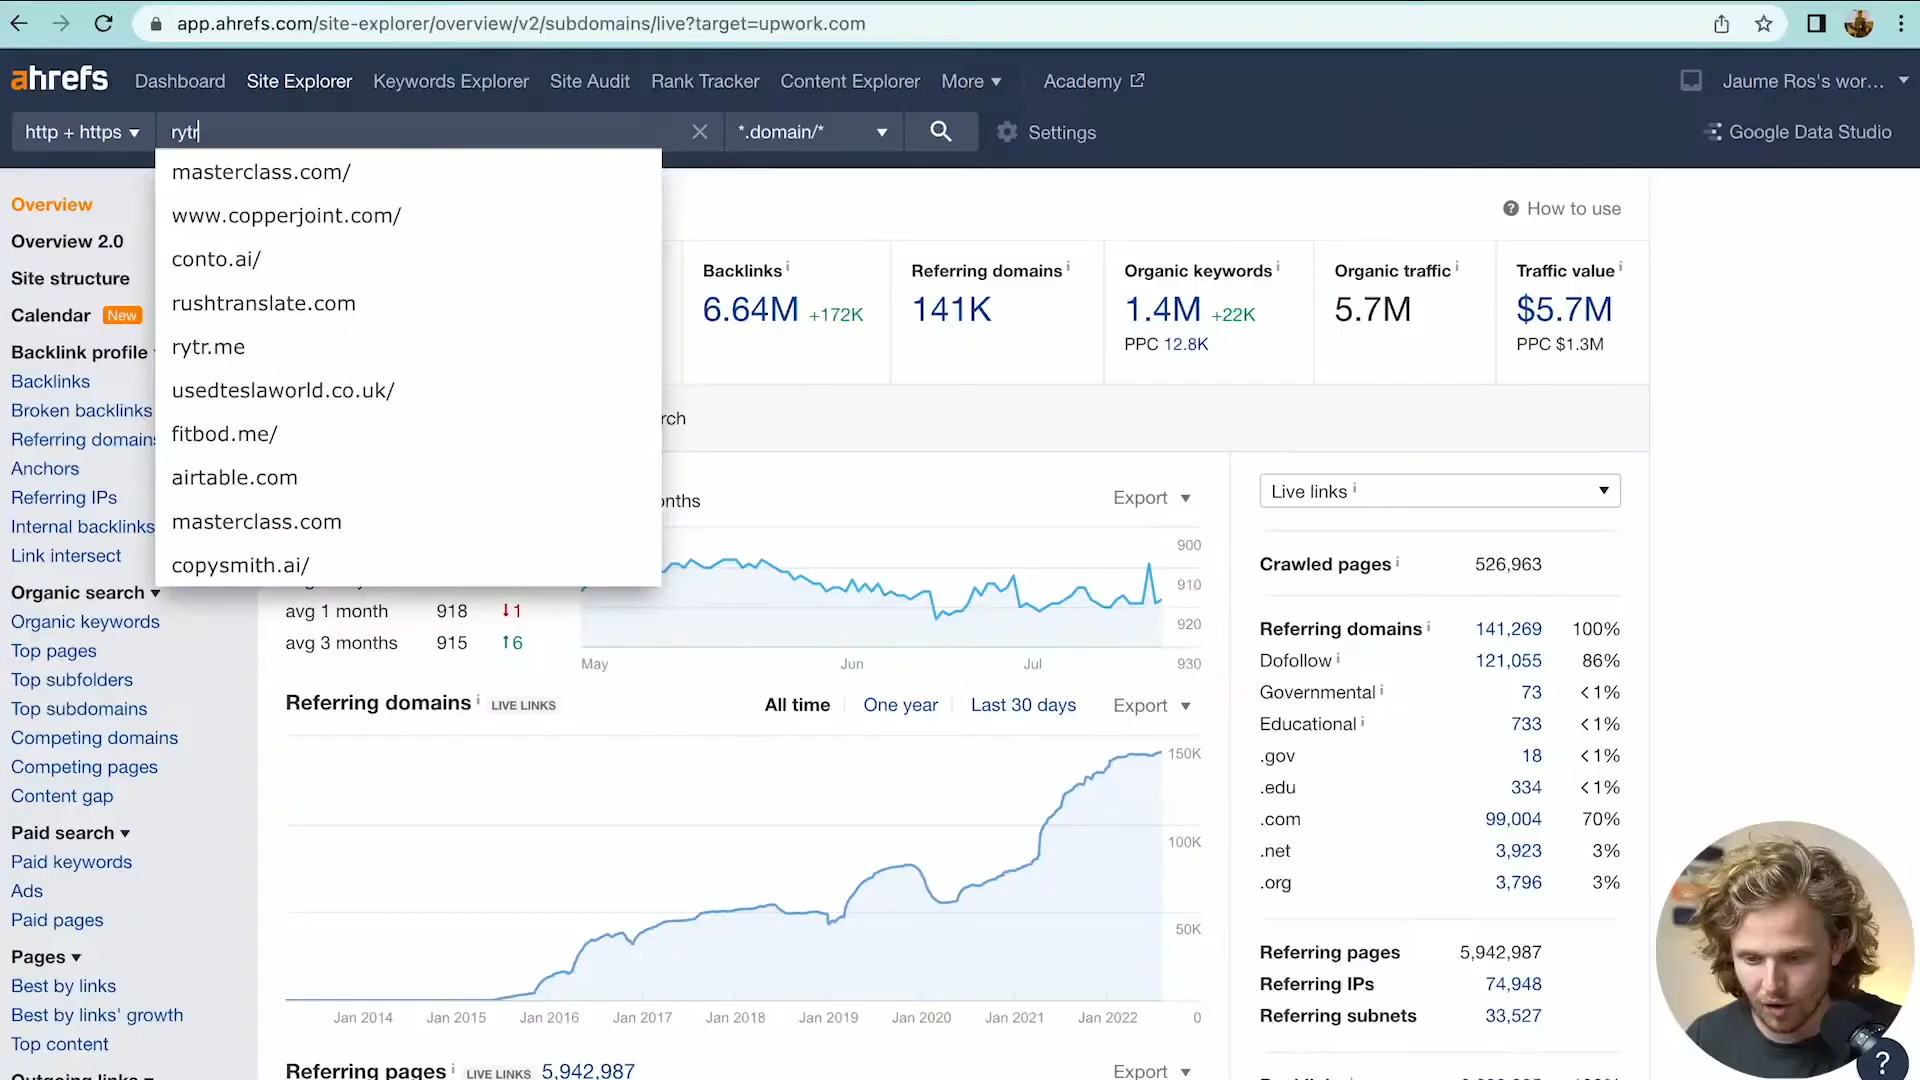 app.ahrefs.com/site-explorer/overview/v2/subdomains/live?target=upwork.com
ahrefs Dashboard Site Explorer Keywords Explorer Site Audit Rank Tracker Content Explorer More Academy Jaume Ros's wor...
http + https rytr *.domain/* Settings Google Data Studio
masterclass.com/
www.copperjoint.com/
conto.ai/
rushtranslate.com
rytr.me
usedteslaworld.co.uk/
fitbod.me/
airtable.com
masterclass.com
copysmith.ai/
Overview
Overview 2.0
Site structure
Calendar New
Backlink profile
Backlinks
Broken backlinks
Referring domains
Anchors
Referring IPs
Internal backlinks
Link intersect
Organic search
Organic keywords
Top pages
Top subfolders
Top subdomains
Competing domains
Competing pages
Content gap
Paid search
Paid keywords
Ads
Paid pages
Pages
Best by links
Best by links' growth
Top content
Outgoing links
? How to use
Backlinks i
6.64M +172K
Referring domains i
141K
Organic keywords i
1.4M +22K
PPC 12.8K
Organic traffic i
5.7M
Traffic value i
$5.7M
PPC $1.3M
rch
onths
Export
900
910
920
930
avg 1 month 918 ↓1
avg 3 months 915 ↑6
May Jun Jul
Referring domains i LIVE LINKS All time One year Last 30 days Export
150K
100K
50K
0
Jan 2014 Jan 2015 Jan 2016 Jan 2017 Jan 2018 Jan 2019 Jan 2020 Jan 2021 Jan 2022
Referring pages i LIVE LINKS 5,942,987 Export
Live links i
Crawled pages i 526,963
Referring domains i 141,269 100%
Dofollow i 121,055 86%
Governmental i 73 <1%
Educational i 733 <1%
.gov 18 <1%
.edu 334 <1%
.com 99,004 70%
.net 3,923 3%
.org 3,796 3%
Referring pages 5,942,987
Referring IPs 74,948
Referring subnets 33,527
?